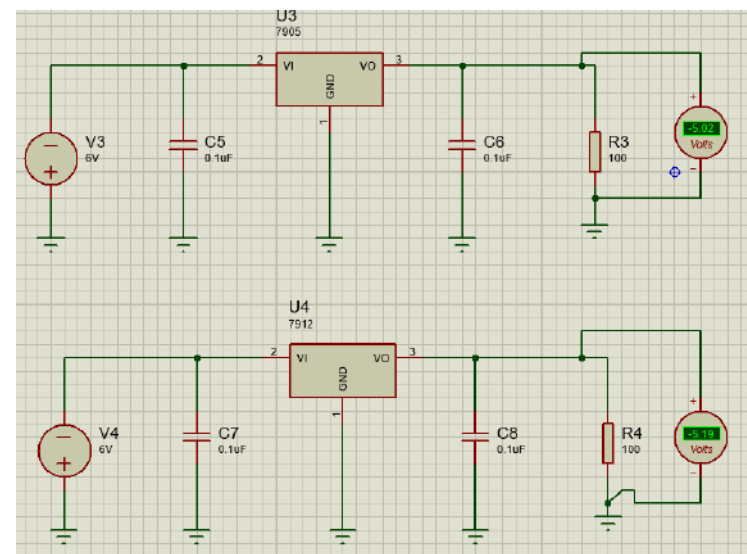 U3
7905
2
VI
VO
3
GND
1
V3
6V
C5
0.1uF
C6
0.1uF
R3
100
+
-5.02
Volts
−
−
+
U4
7912
2
VI
VO
3
GND
1
V4
6V
C7
0.1uF
C8
0.1uF
R4
100
+
-5.19
Volts
−
−
+